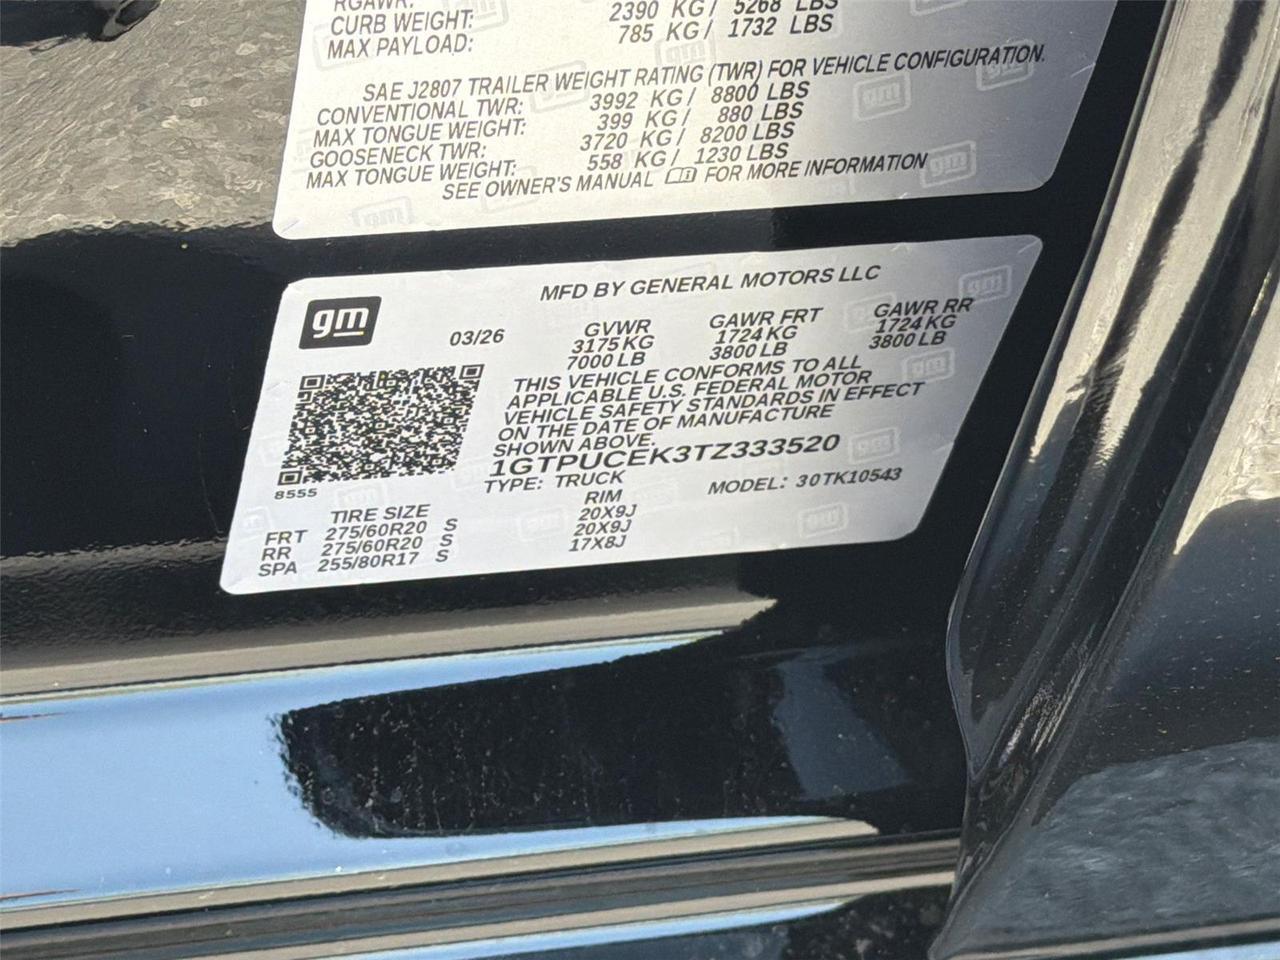 RGAWR:
CURB WEIGHT: 2390 KG / 5268 LBS
MAX PAYLOAD: 785 KG / 1732 LBS
SAE J2807 TRAILER WEIGHT RATING (TWR) FOR VEHICLE CONFIGURATION.
CONVENTIONAL TWR: 3992 KG / 8800 LBS
MAX TONGUE WEIGHT: 399 KG / 880 LBS
GOOSENECK TWR: 3720 KG / 8200 LBS
MAX TONGUE WEIGHT: 558 KG / 1230 LBS
SEE OWNER'S MANUAL FOR MORE INFORMATION
MFD BY GENERAL MOTORS LLC
gm
03/26 GVWR GAWR FRT GAWR RR
3175 KG 1724 KG 1724 KG
7000 LB 3800 LB 3800 LB
THIS VEHICLE CONFORMS TO ALL
APPLICABLE U.S. FEDERAL MOTOR
VEHICLE SAFETY STANDARDS IN EFFECT
ON THE DATE OF MANUFACTURE
SHOWN ABOVE.
1GTPUCEK3TZ333520
8555
TYPE: TRUCK MODEL: 30TK10543
TIRE SIZE RIM
FRT 275/60R20 S 20X9J
RR 275/60R20 S 20X9J
SPA 255/80R17 S 17X8J